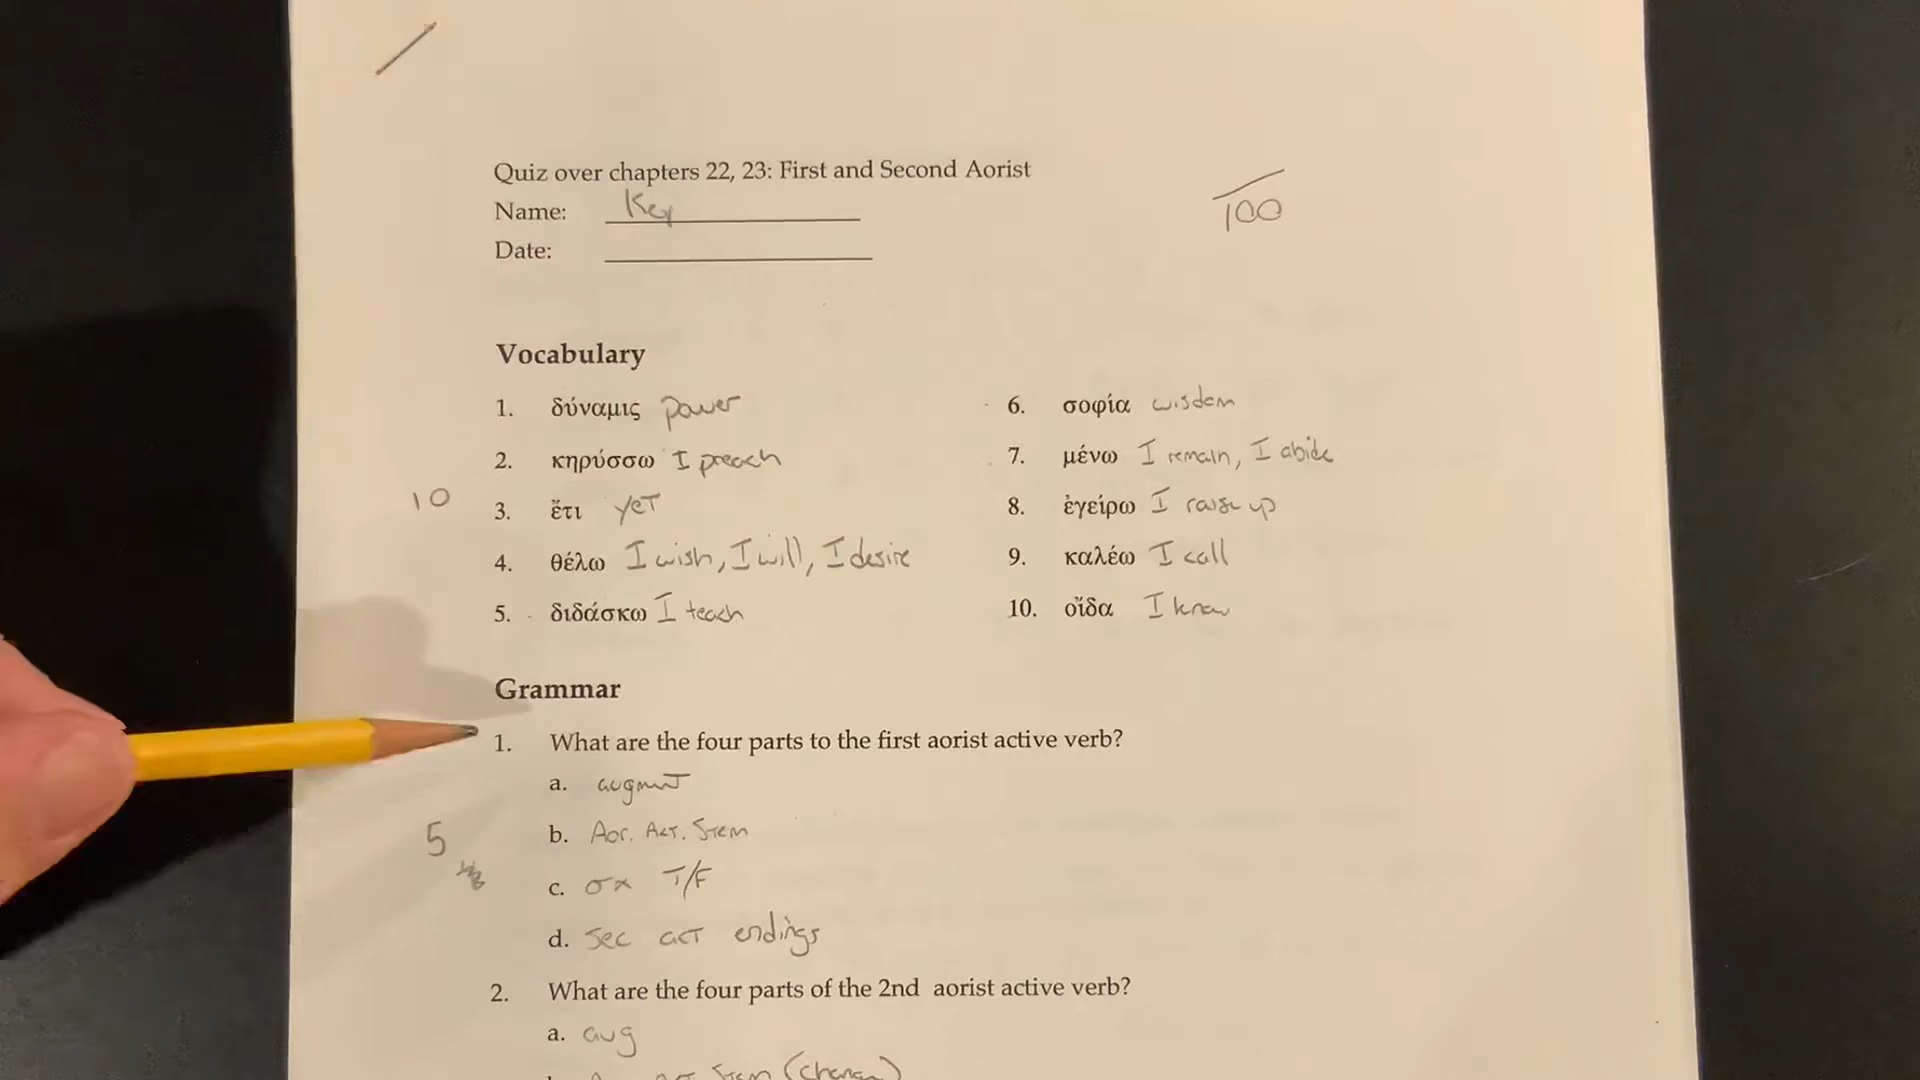 Quiz over chapters 22, 23: First and Second Aorist
Name: Key
100
Date:
Vocabulary
1. δύναμις power
2. κηρύσσω I preach
3. ἔτι yet
4. θέλω I wish, I will, I desire
5. διδάσκω I teach
10
6. σοφία wisdom
7. μένω I remain, I abide
8. ἐγείρω I raise up
9. καλέω I call
10. οἶδα I know
Grammar
1. What are the four parts to the first aorist active verb?
a. augment
b. Aor. Act. Stem
5
c. σα T/F
d. Sec act endings
2. What are the four parts of the 2nd aorist active verb?
a. aug
Act Stem (change)